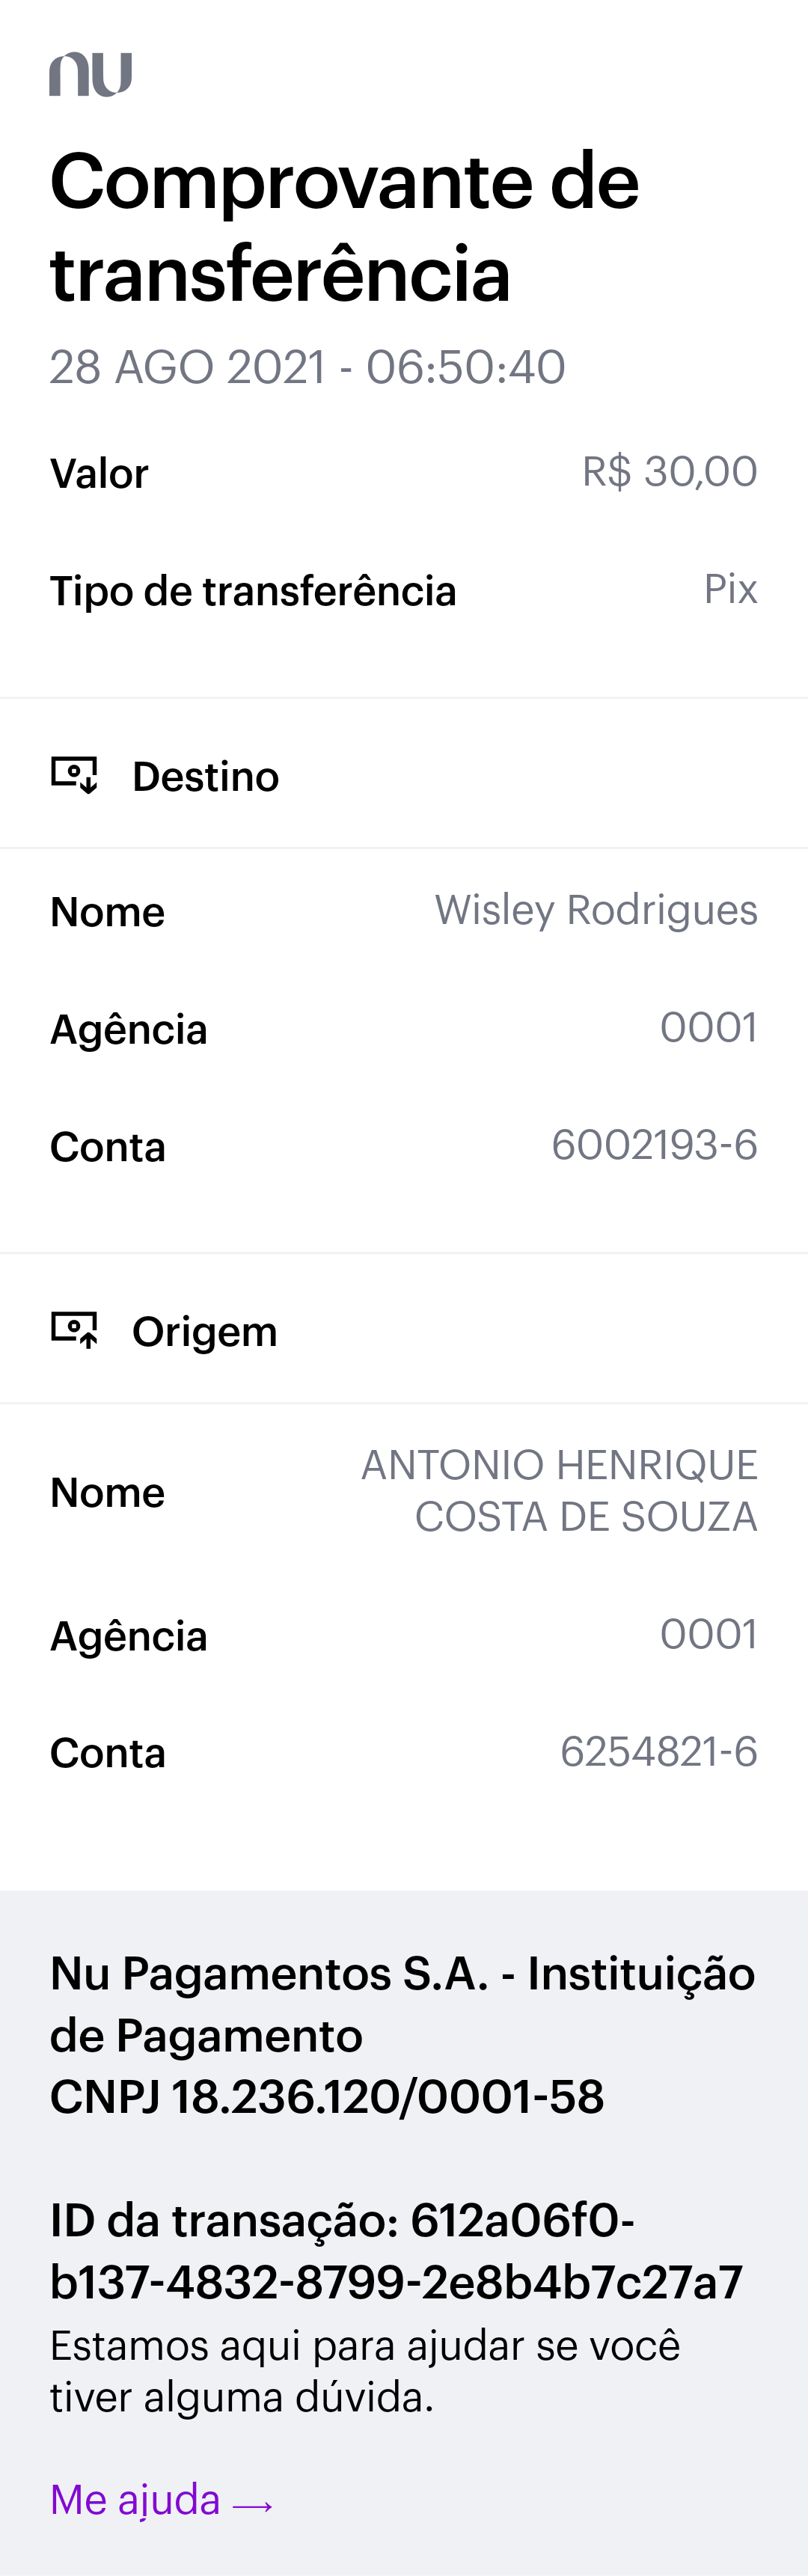 nu
Comprovante de
transferência
28 AGO 2021 - 06:50:40
Valor R$ 30,00
Tipo de transferência Pix
Destino
Nome Wisley Rodrigues
Agência 0001
Conta 6002193-6
Origem
Nome ANTONIO HENRIQUE
COSTA DE SOUZA
Agência 0001
Conta 6254821-6
Nu Pagamentos S.A. - Instituição
de Pagamento
CNPJ 18.236.120/0001-58
ID da transação: 612a06f0-
b137-4832-8799-2e8b4b7c27a7
Estamos aqui para ajudar se você
tiver alguma dúvida.
Me ajuda →